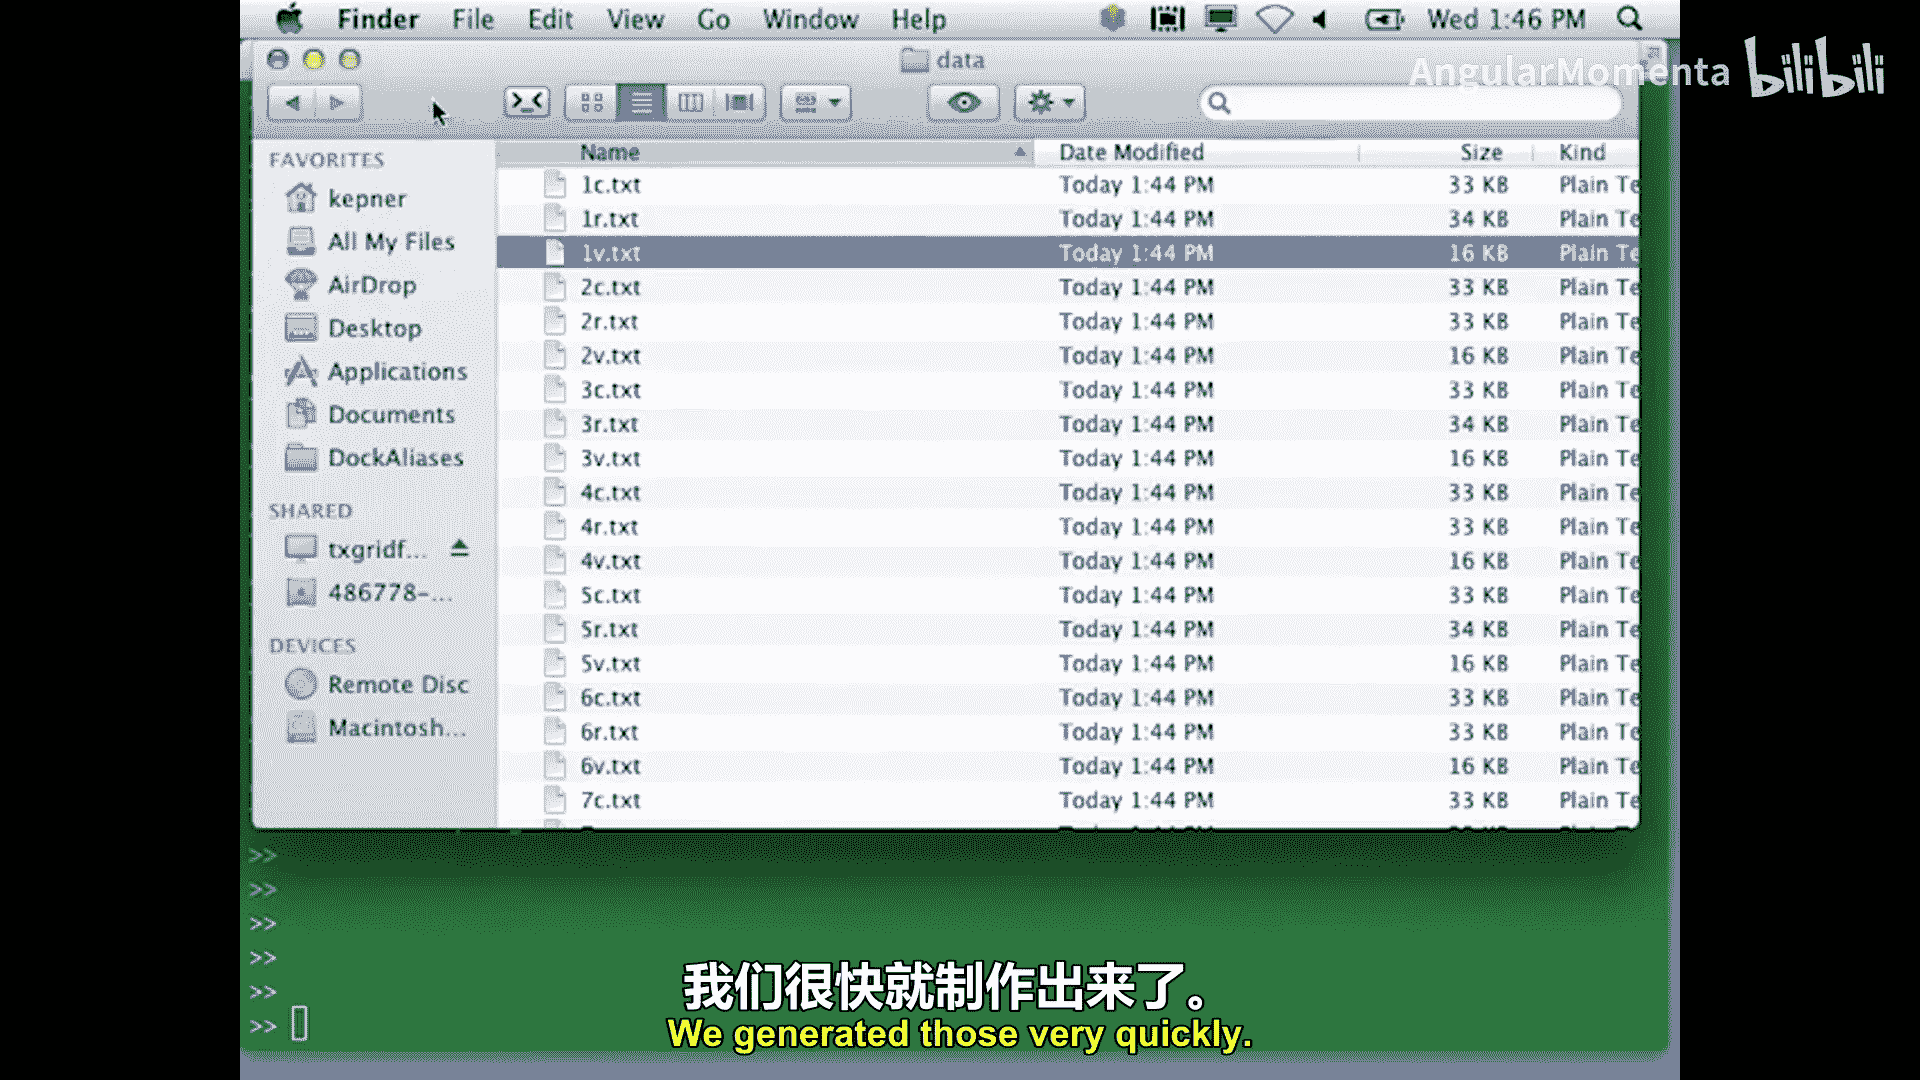 Finder File Edit View Go Window Help Wed 1:46 PM
data
AngularMomenta bilibili
FAVORITES
kepner
All My Files
AirDrop
Desktop
Applications
Documents
DockAliases
SHARED
txgridf...
486778-...
DEVICES
Remote Disc
Macintosh...
Name Date Modified Size Kind
1c.txt Today 1:44 PM 33 KB Plain Te
1r.txt Today 1:44 PM 34 KB Plain Te
1v.txt Today 1:44 PM 16 KB Plain Te
2c.txt Today 1:44 PM 33 KB Plain Te
2r.txt Today 1:44 PM 33 KB Plain Te
2v.txt Today 1:44 PM 16 KB Plain Te
3c.txt Today 1:44 PM 33 KB Plain Te
3r.txt Today 1:44 PM 34 KB Plain Te
3v.txt Today 1:44 PM 16 KB Plain Te
4c.txt Today 1:44 PM 33 KB Plain Te
4r.txt Today 1:44 PM 33 KB Plain Te
4v.txt Today 1:44 PM 16 KB Plain Te
5c.txt Today 1:44 PM 33 KB Plain Te
5r.txt Today 1:44 PM 34 KB Plain Te
5v.txt Today 1:44 PM 16 KB Plain Te
6c.txt Today 1:44 PM 33 KB Plain Te
6r.txt Today 1:44 PM 33 KB Plain Te
6v.txt Today 1:44 PM 16 KB Plain Te
7c.txt Today 1:44 PM 33 KB Plain Te
>>
>>
>>
>>
>>
>>
我们很快就制作出来了。
We generated those very quickly.